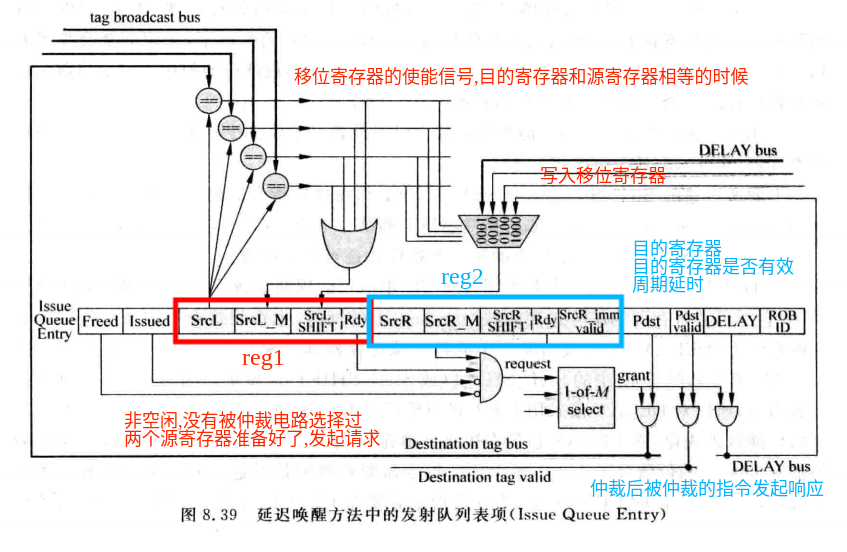 tag broadcast bus
移位寄存器的使能信号,目的寄存器和源寄存器相等的时候
==
==
==
==
DELAY bus
写入移位寄存器
0001
0010
0100
1000
目的寄存器
目的寄存器是否有效
周期延时
reg2
Issue
Queue
Entry
Freed
Issued
SrcL
SrcL_M
SrcL
SHIFT
Rdy
SrcR
SrcR_M
SrcR
SHIFT
Rdy
SrcR_imm
valid
Pdst
Pdst
valid
DELAY
ROB
ID
reg1
request
grant
1-of-M
select
非空闲,没有被仲裁电路选择过
两个源寄存器准备好了,发起请求
Destination tag bus
Destination tag valid
DELAY bus
仲裁后被仲裁的指令发起响应
图 8.39 延迟唤醒方法中的发射队列表项(Issue Queue Entry)